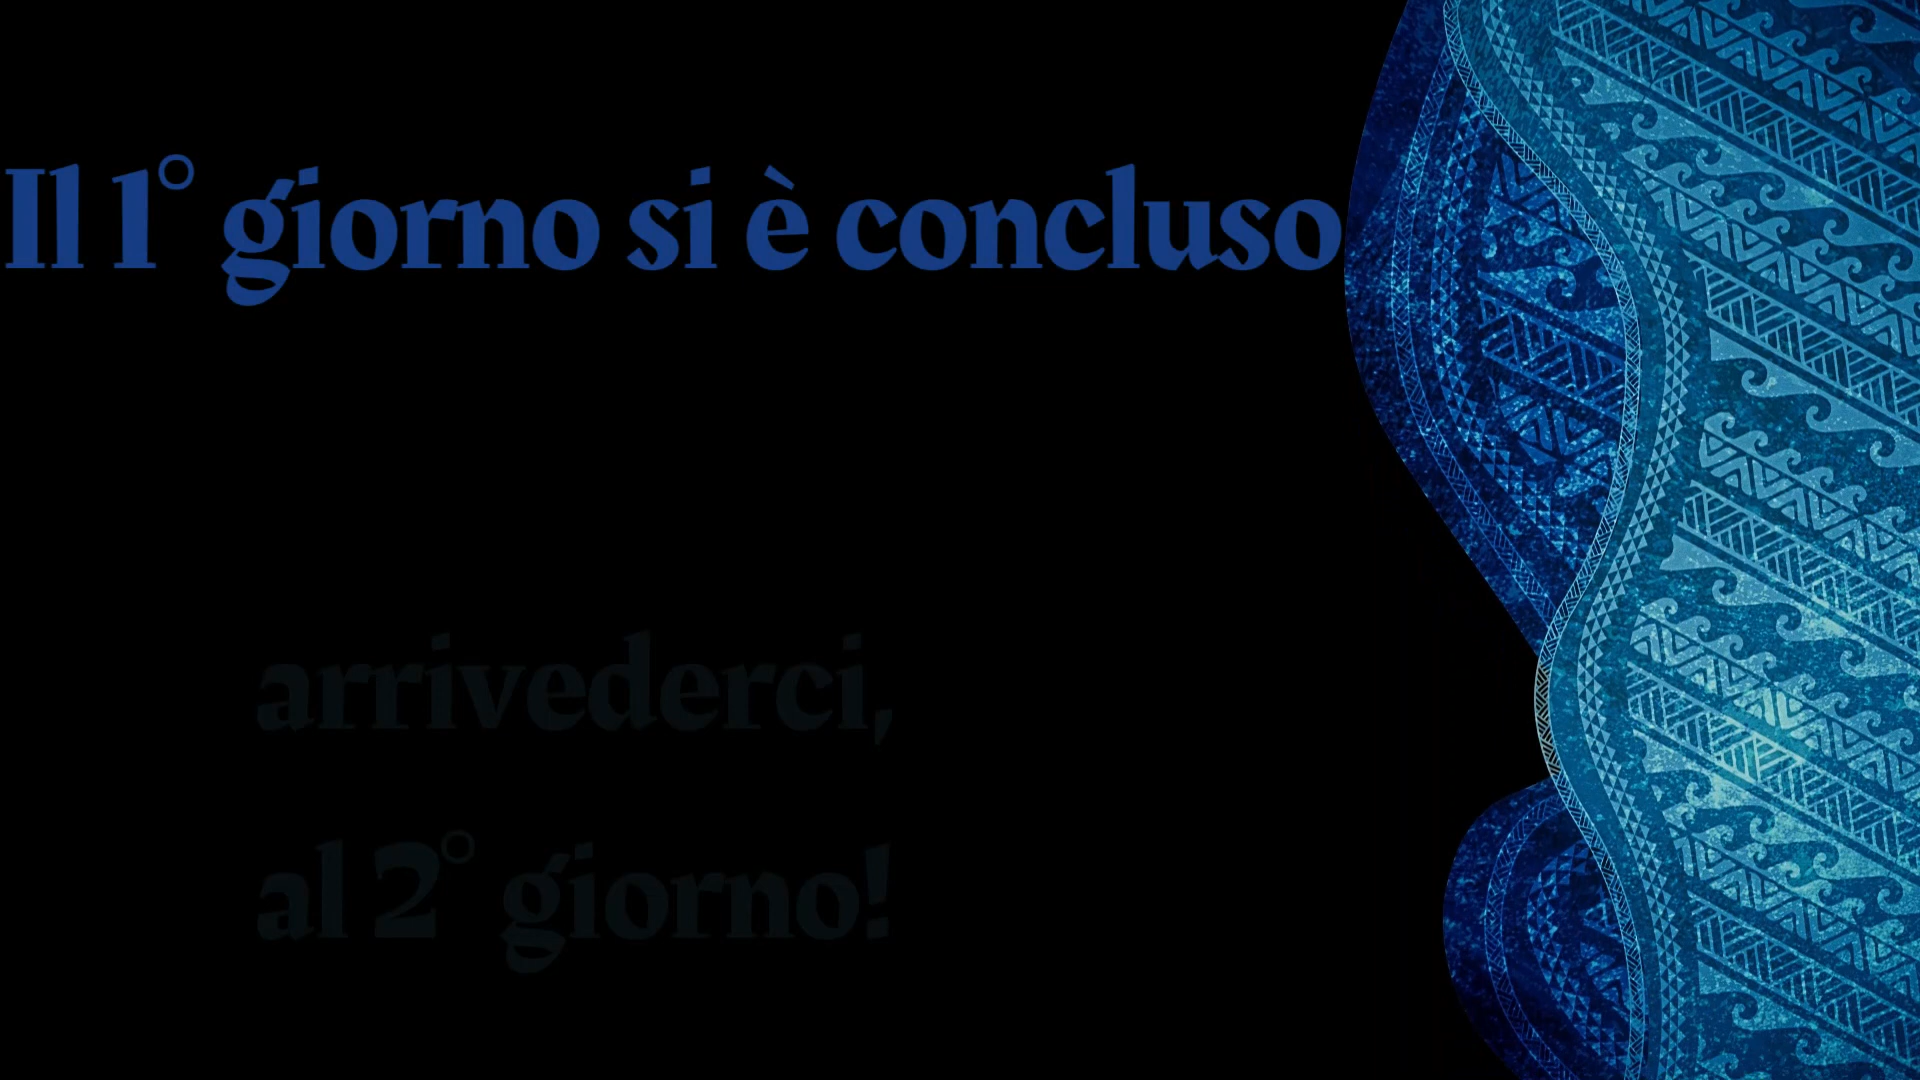 Il 1° giorno si è concluso
arrivederci,
al 2° giorno!